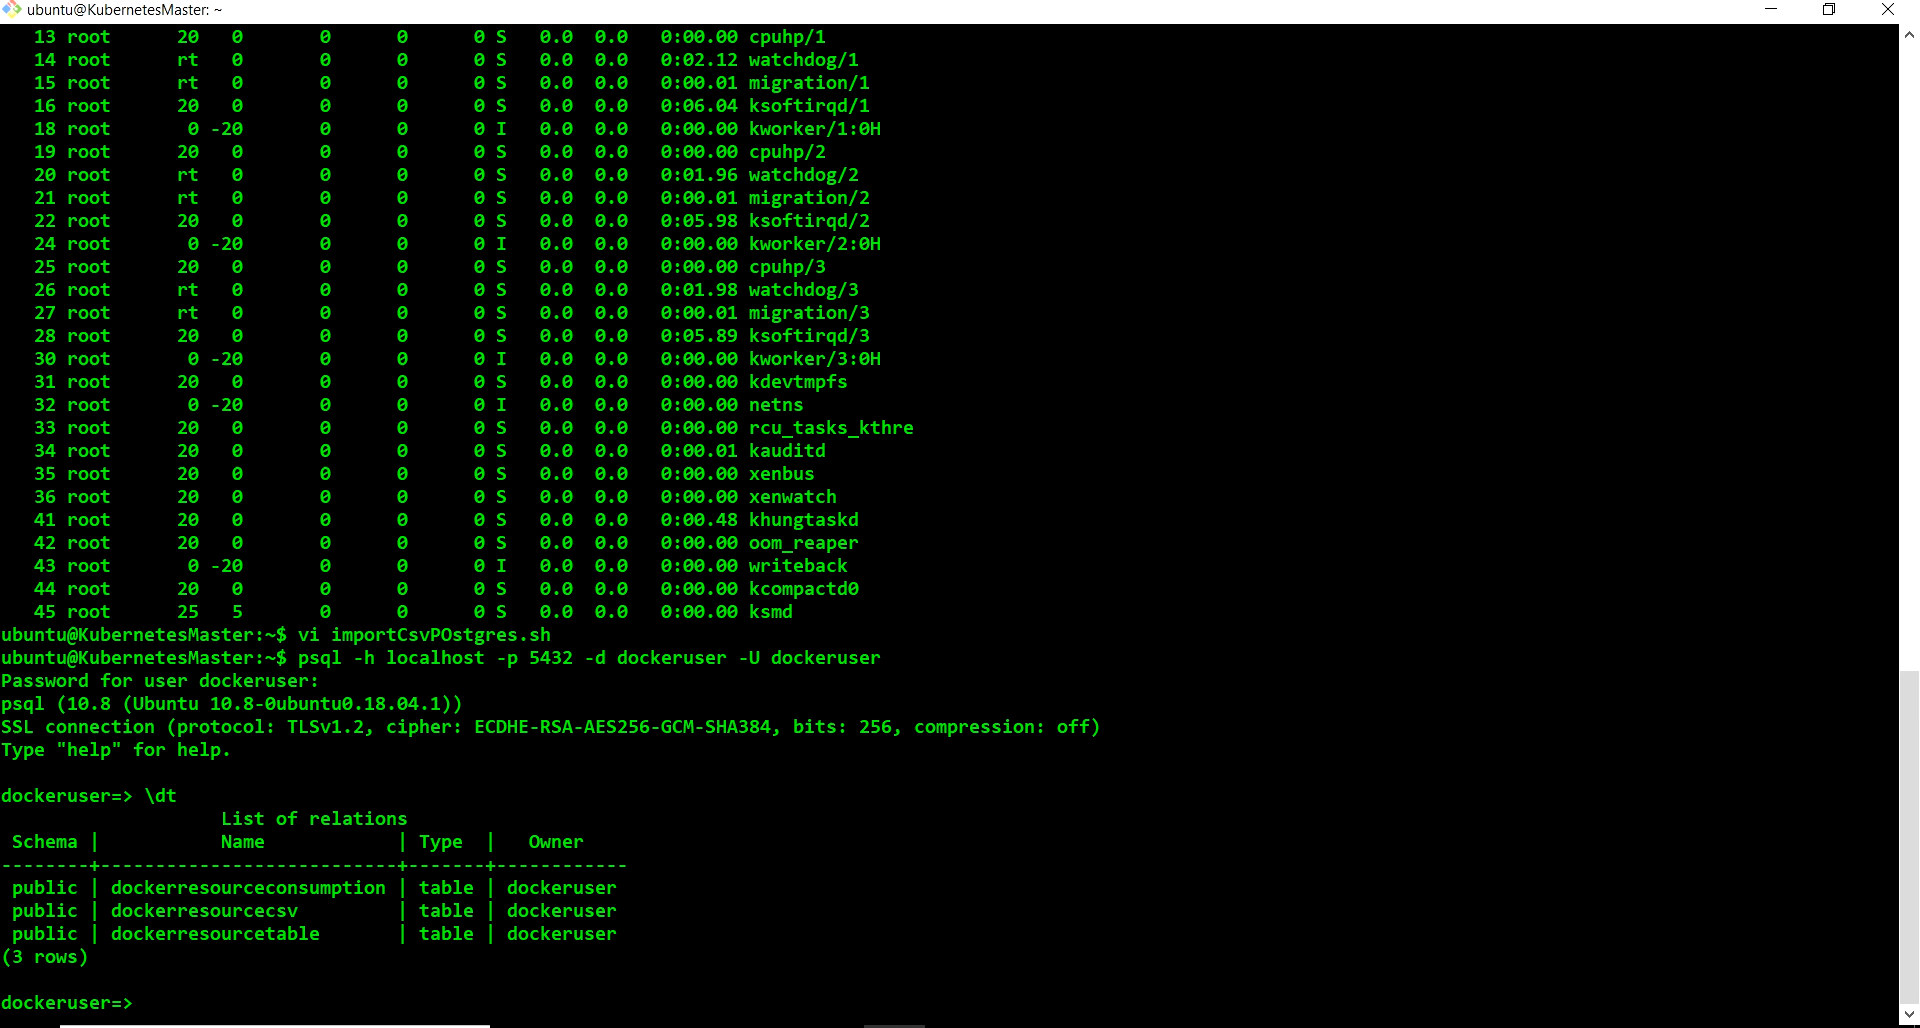 ubuntu@KubernetesMaster: ~
13 root 20 0 0 0 0 S 0.0 0.0 0:00.00 cpuhp/1
14 root rt 0 0 0 0 S 0.0 0.0 0:02.12 watchdog/1
15 root rt 0 0 0 0 S 0.0 0.0 0:00.01 migration/1
16 root 20 0 0 0 0 S 0.0 0.0 0:06.04 ksoftirqd/1
18 root 0 -20 0 0 0 I 0.0 0.0 0:00.00 kworker/1:0H
19 root 20 0 0 0 0 S 0.0 0.0 0:00.00 cpuhp/2
20 root rt 0 0 0 0 S 0.0 0.0 0:01.96 watchdog/2
21 root rt 0 0 0 0 S 0.0 0.0 0:00.01 migration/2
22 root 20 0 0 0 0 S 0.0 0.0 0:05.98 ksoftirqd/2
24 root 0 -20 0 0 0 I 0.0 0.0 0:00.00 kworker/2:0H
25 root 20 0 0 0 0 S 0.0 0.0 0:00.00 cpuhp/3
26 root rt 0 0 0 0 S 0.0 0.0 0:01.98 watchdog/3
27 root rt 0 0 0 0 S 0.0 0.0 0:00.01 migration/3
28 root 20 0 0 0 0 S 0.0 0.0 0:05.89 ksoftirqd/3
30 root 0 -20 0 0 0 I 0.0 0.0 0:00.00 kworker/3:0H
31 root 20 0 0 0 0 S 0.0 0.0 0:00.00 kdevtmpfs
32 root 0 -20 0 0 0 I 0.0 0.0 0:00.00 netns
33 root 20 0 0 0 0 S 0.0 0.0 0:00.00 rcu_tasks_kthre
34 root 20 0 0 0 0 S 0.0 0.0 0:00.01 kauditd
35 root 20 0 0 0 0 S 0.0 0.0 0:00.00 xenbus
36 root 20 0 0 0 0 S 0.0 0.0 0:00.00 xenwatch
41 root 20 0 0 0 0 S 0.0 0.0 0:00.48 khungtaskd
42 root 20 0 0 0 0 S 0.0 0.0 0:00.00 oom_reaper
43 root 0 -20 0 0 0 I 0.0 0.0 0:00.00 writeback
44 root 20 0 0 0 0 S 0.0 0.0 0:00.00 kcompactd0
45 root 25 5 0 0 0 S 0.0 0.0 0:00.00 ksmd
ubuntu@KubernetesMaster:~$ vi importCsvPOstgres.sh
ubuntu@KubernetesMaster:~$ psql -h localhost -p 5432 -d dockeruser -U dockeruser
Password for user dockeruser:
psql (10.8 (Ubuntu 10.8-0ubuntu0.18.04.1))
SSL connection (protocol: TLSv1.2, cipher: ECDHE-RSA-AES256-GCM-SHA384, bits: 256, compression: off)
Type "help" for help.
dockeruser=> \dt
List of relations
Schema | Name | Type | Owner
--------+---------------------------+-------+------------
public | dockerresourceconsumption | table | dockeruser
public | dockerresourcecsv | table | dockeruser
public | dockerresourcetable | table | dockeruser
(3 rows)
dockeruser=>